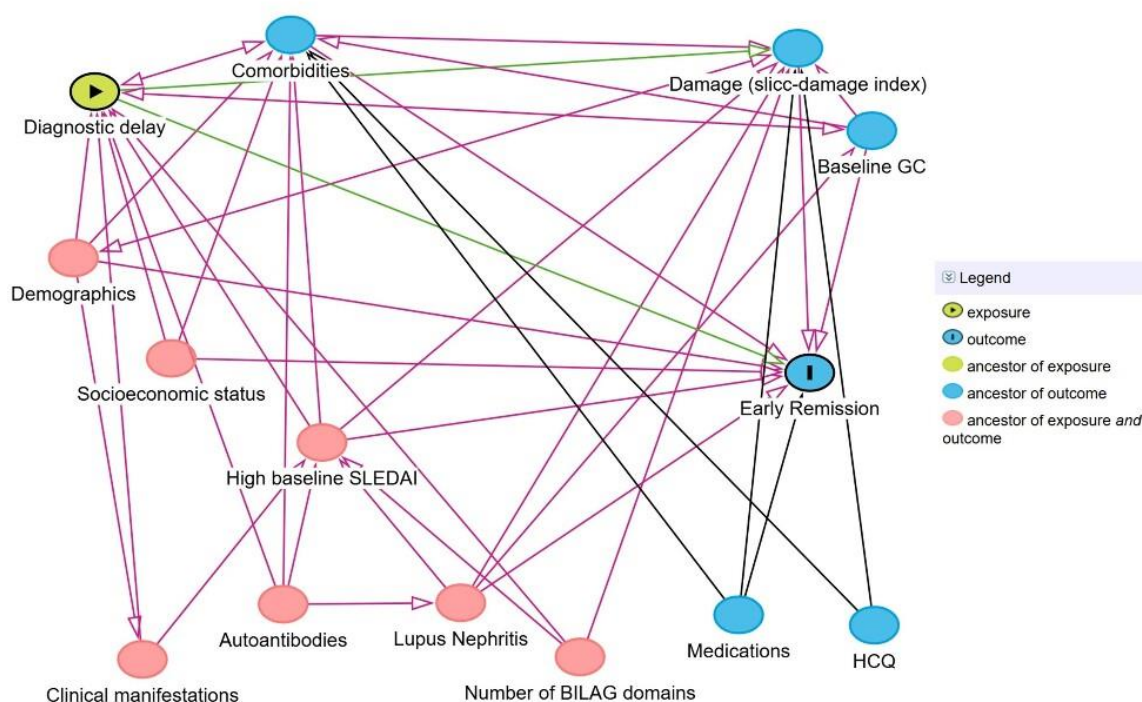 Comorbidities
Damage (slicc-damage index)
Diagnostic delay
Baseline GC
Demographics
Socioeconomic status
Early Remission
High baseline SLEDAI
Autoantibodies
Lupus Nephritis
Medications
HCQ
Clinical manifestations
Number of BILAG domains
Legend
exposure
outcome
ancestor of exposure
ancestor of outcome
ancestor of exposure and
outcome